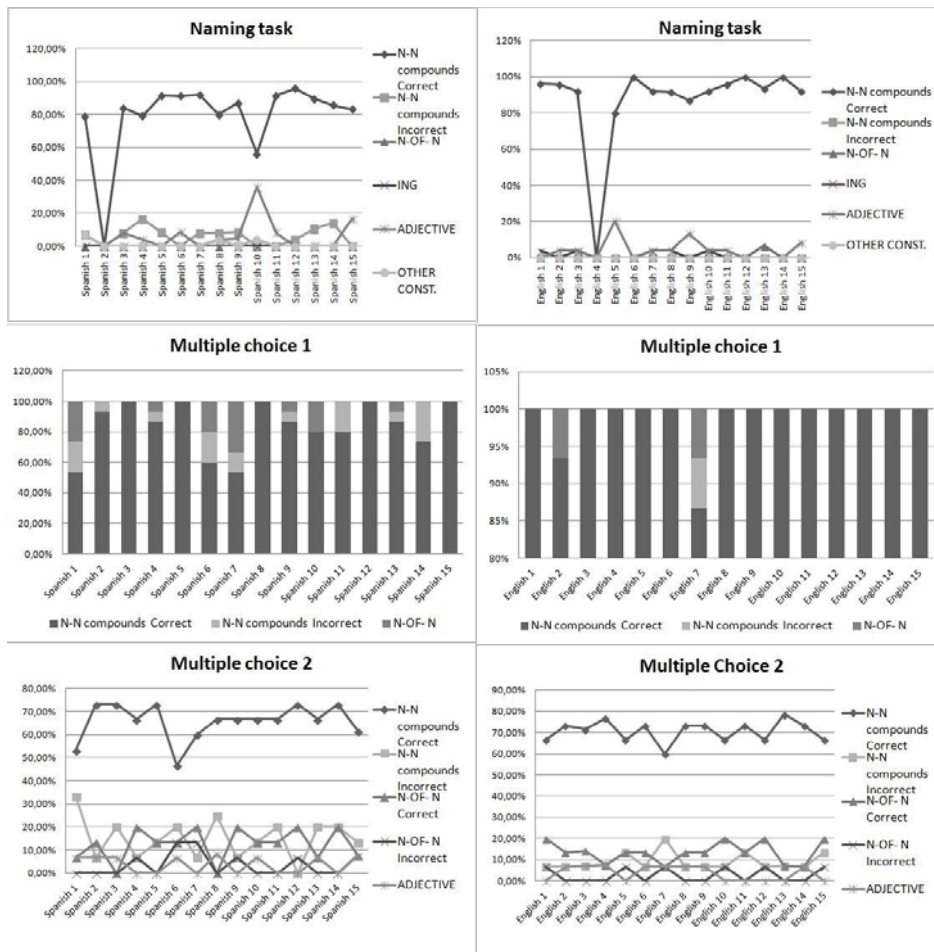 Naming task
120,00%
100,00%
80,00%
60,00%
40,00%
20,00%
0,00%
Spanish 1
Spanish 2
Spanish 3
Spanish 4
Spanish 5
Spanish 6
Spanish 7
Spanish 8
Spanish 9
Spanish 10
Spanish 11
Spanish 12
Spanish 13
Spanish 14
Spanish 15
N-N
compounds
Correct
N-N
compounds
Incorrect
N-OF- N
ING
ADJECTIVE
OTHER
CONST.
Naming task
120%
100%
80%
60%
40%
20%
0%
English 1
English 2
English 3
English 4
English 5
English 6
English 7
English 8
English 9
English 10
English 11
English 12
English 13
English 14
English 15
N-N compounds
Correct
N-N compounds
Incorrect
N-OF- N
ING
ADJECTIVE
OTHER CONST.
Multiple choice 1
120,00%
100,00%
80,00%
60,00%
40,00%
20,00%
0,00%
Spanish 1
Spanish 2
Spanish 3
Spanish 4
Spanish 5
Spanish 6
Spanish 7
Spanish 8
Spanish 9
Spanish 10
Spanish 11
Spanish 12
Spanish 13
Spanish 14
Spanish 15
N-N compounds Correct N-N compounds Incorrect N-OF- N
Multiple choice 1
105%
100%
95%
90%
85%
80%
English 1
English 2
English 3
English 4
English 5
English 6
English 7
English 8
English 9
English 10
English 11
English 12
English 13
English 14
English 15
N-N compounds Correct N-N compounds Incorrect N-OF- N
Multiple choice 2
80,00%
70,00%
60,00%
50,00%
40,00%
30,00%
20,00%
10,00%
0,00%
Spanish 1
Spanish 2
Spanish 3
Spanish 4
Spanish 5
Spanish 6
Spanish 7
Spanish 8
Spanish 9
Spanish 10
Spanish 11
Spanish 12
Spanish 13
Spanish 14
Spanish 15
N-N
compounds
Correct
N-N
compounds
Incorrect
N-OF- N
Correct
N-OF- N
Incorrect
ADJECTIVE
Multiple Choice 2
90,00%
80,00%
70,00%
60,00%
50,00%
40,00%
30,00%
20,00%
10,00%
0,00%
English 1
English 2
English 3
English 4
English 5
English 6
English 7
English 8
English 9
English 10
English 11
English 12
English 13
English 14
English 15
N-N
compounds
Correct
N-N
compounds
Incorrect
N-OF- N
Correct
N-OF- N
Incorrect
ADJECTIVE